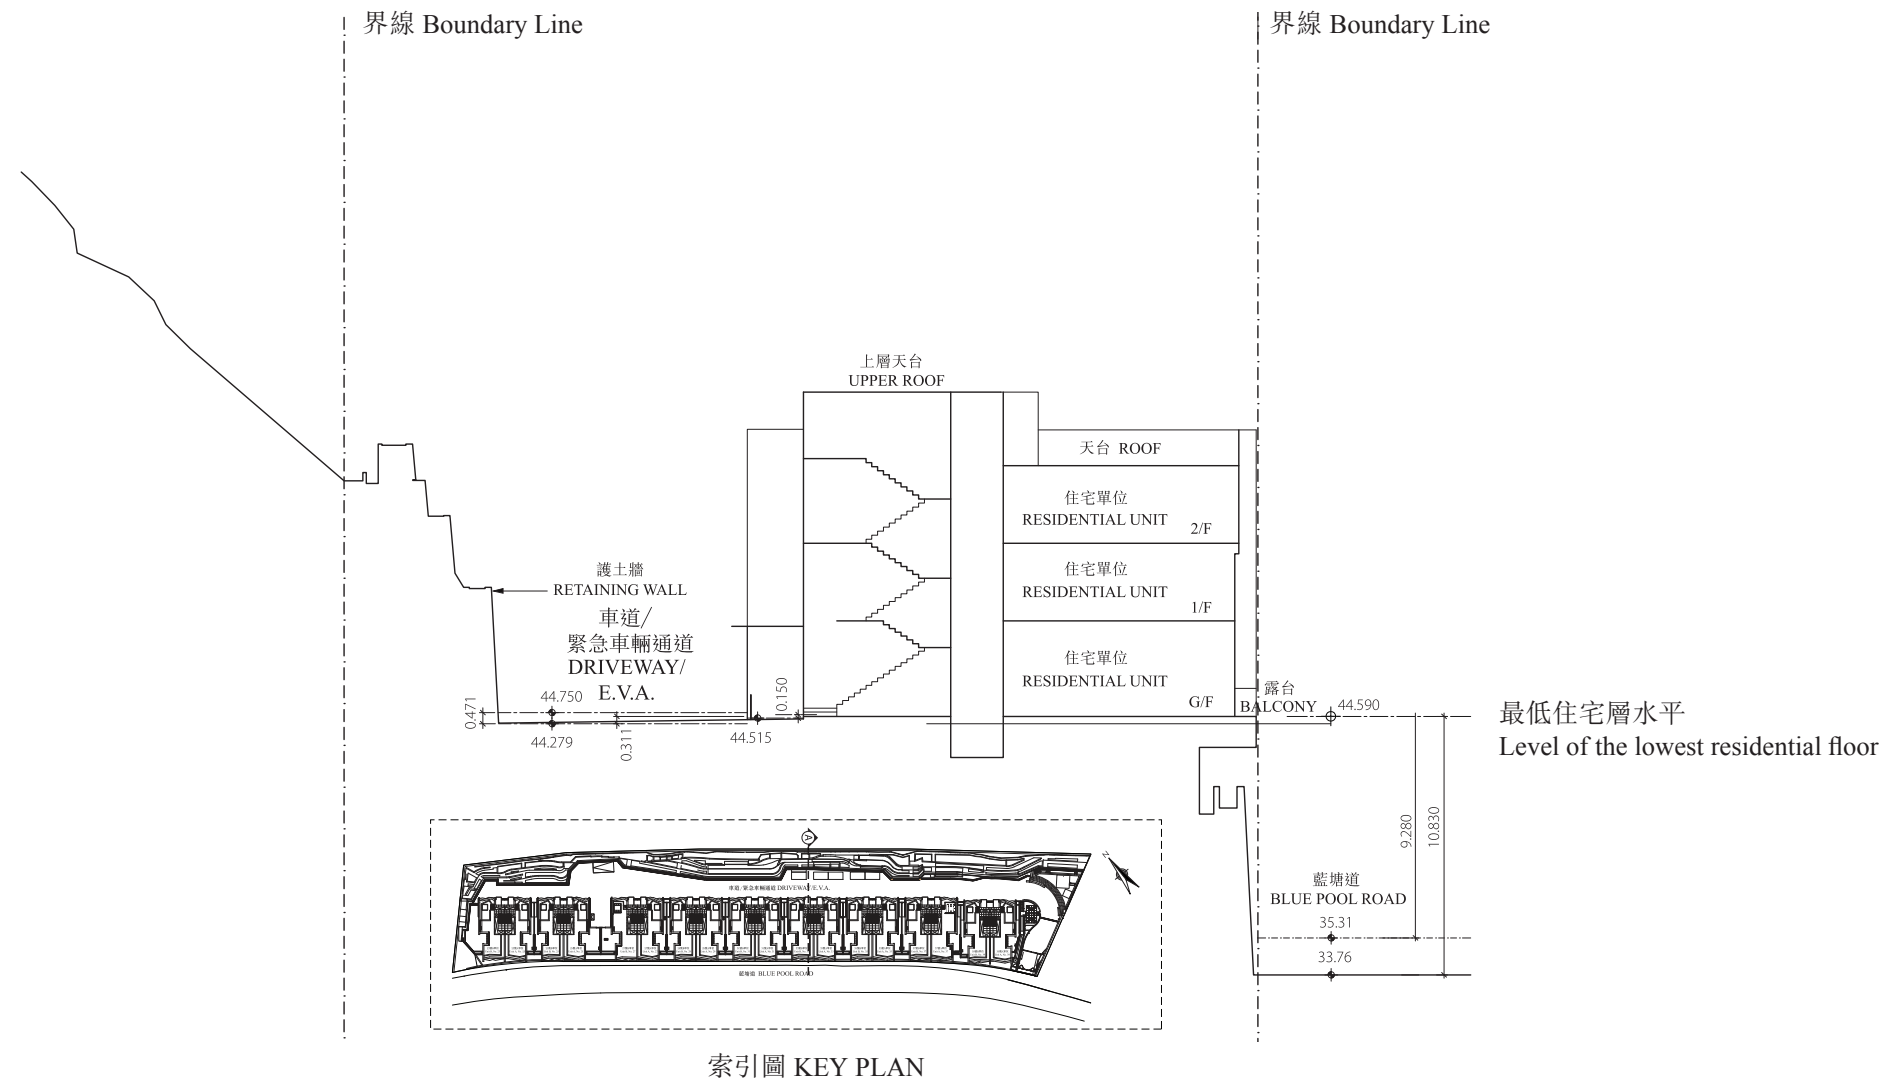 界線 Boundary Line
界線 Boundary Line
上層天台
UPPER ROOF
天台 ROOF
住宅單位
RESIDENTIAL UNIT
2/F
住宅單位
RESIDENTIAL UNIT
1/F
住宅單位
RESIDENTIAL UNIT
G/F
露台
BALCONY
護土牆
RETAINING WALL
車道/
緊急車輛通道
DRIVEWAY/
E.V.A.
0.471
44.750
44.279
0.311
44.515
0.150
44.590
最低住宅層水平
Level of the lowest residential floor
9.280
10.830
藍塘道
BLUE POOL ROAD
35.31
33.76
A
N
車道/緊急車輛通道 DRIVEWAY/E.V.A.
藍塘道 BLUE POOL ROAD
索引圖 KEY PLAN